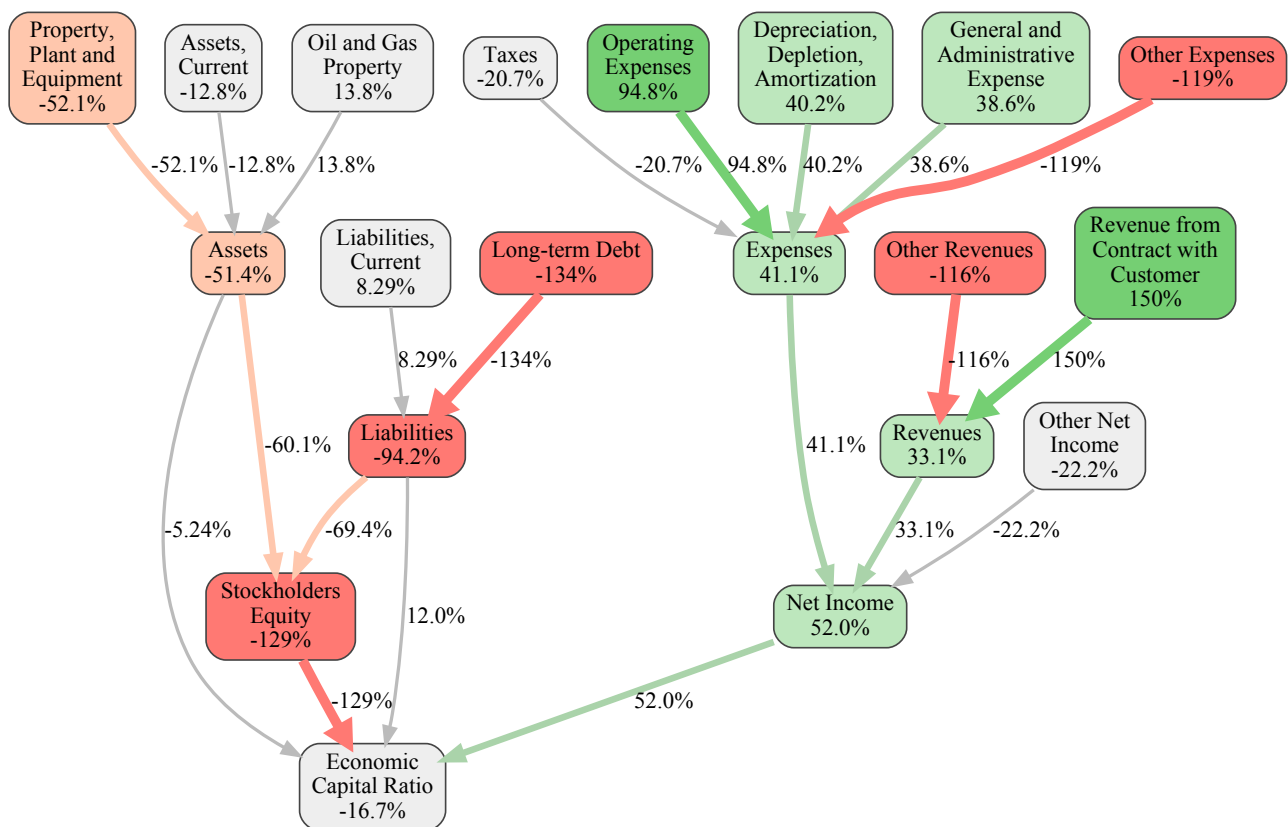 Property,
Plant and
Equipment
-52.1%
Assets,
Current
-12.8%
Oil and Gas
Property
13.8%
Taxes
-20.7%
Operating
Expenses
94.8%
Depreciation,
Depletion,
Amortization
40.2%
General and
Administrative
Expense
38.6%
Other Expenses
-119%
-52.1%
-12.8%
13.8%
-20.7%
94.8%
40.2%
38.6%
-119%
Assets
-51.4%
Liabilities,
Current
8.29%
Long-term Debt
-134%
Expenses
41.1%
Other Revenues
-116%
Revenue from
Contract with
Customer
150%
8.29%
-134%
-116%
150%
-60.1%
Liabilities
-94.2%
41.1%
Revenues
33.1%
Other Net
Income
-22.2%
-5.24%
-69.4%
33.1%
-22.2%
Stockholders
Equity
-129%
12.0%
Net Income
52.0%
-129%
52.0%
Economic
Capital Ratio
-16.7%